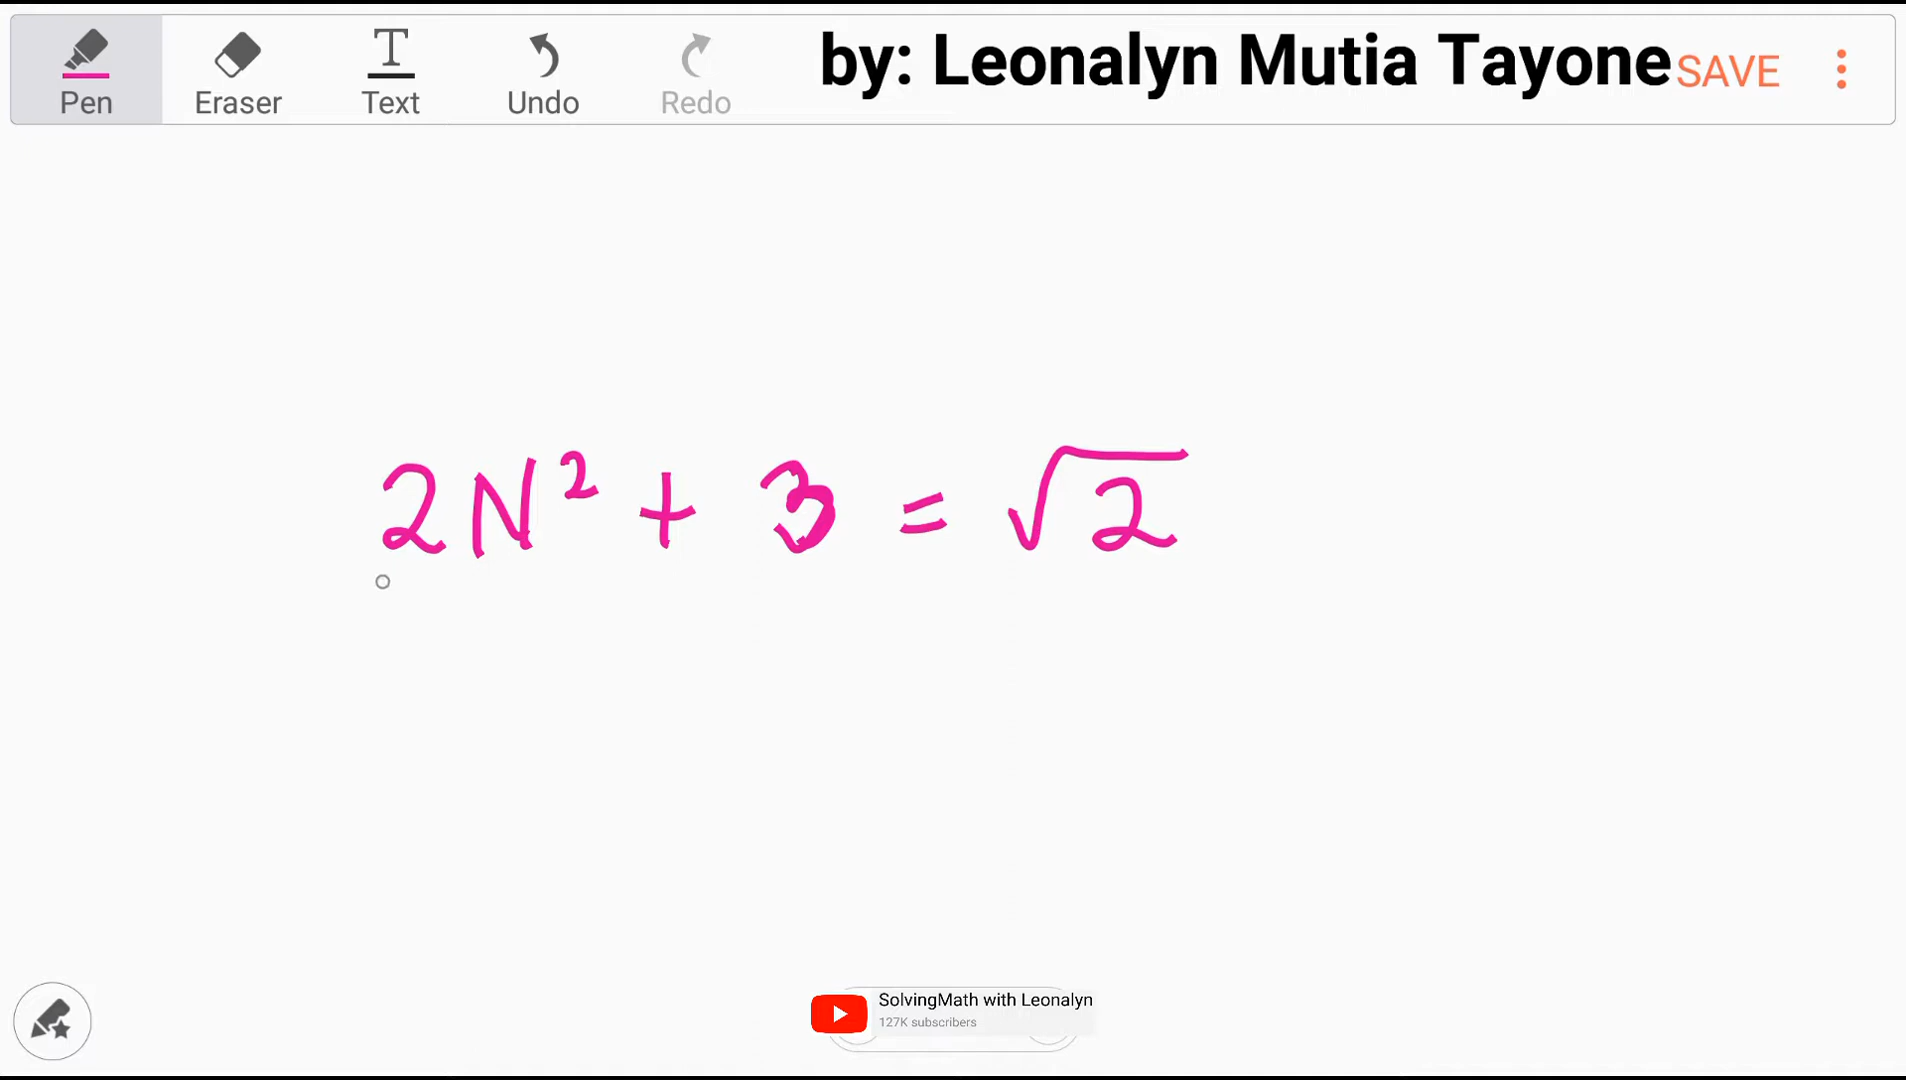 Pen Eraser Text Undo Redo by: Leonalyn Mutia Tayone SAVE
2N² + 3 = √2
SolvingMath with Leonalyn
127K subscribers